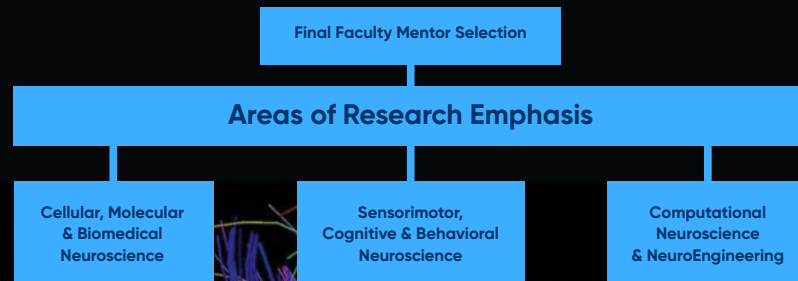 Final Faculty Mentor Selection
Areas of Research Emphasis
Cellular, Molecular
& Biomedical
Neuroscience
Sensorimotor,
Cognitive & Behavioral
Neuroscience
Computational
Neuroscience
& NeuroEngineering